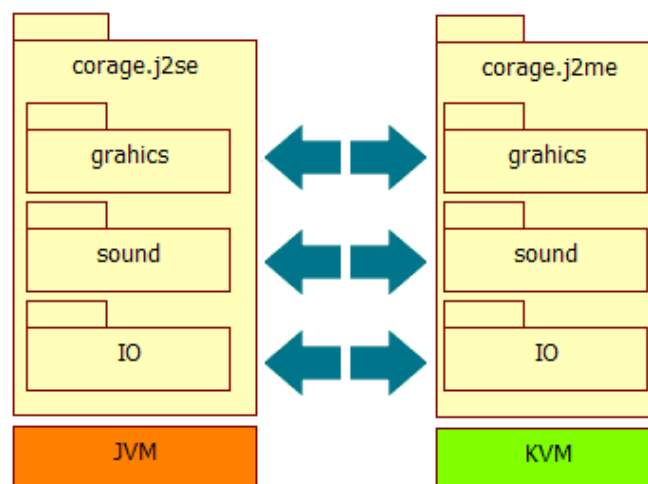 corage.j2se
grahics
sound
IO
JVM
corage.j2me
grahics
sound
IO
KVM